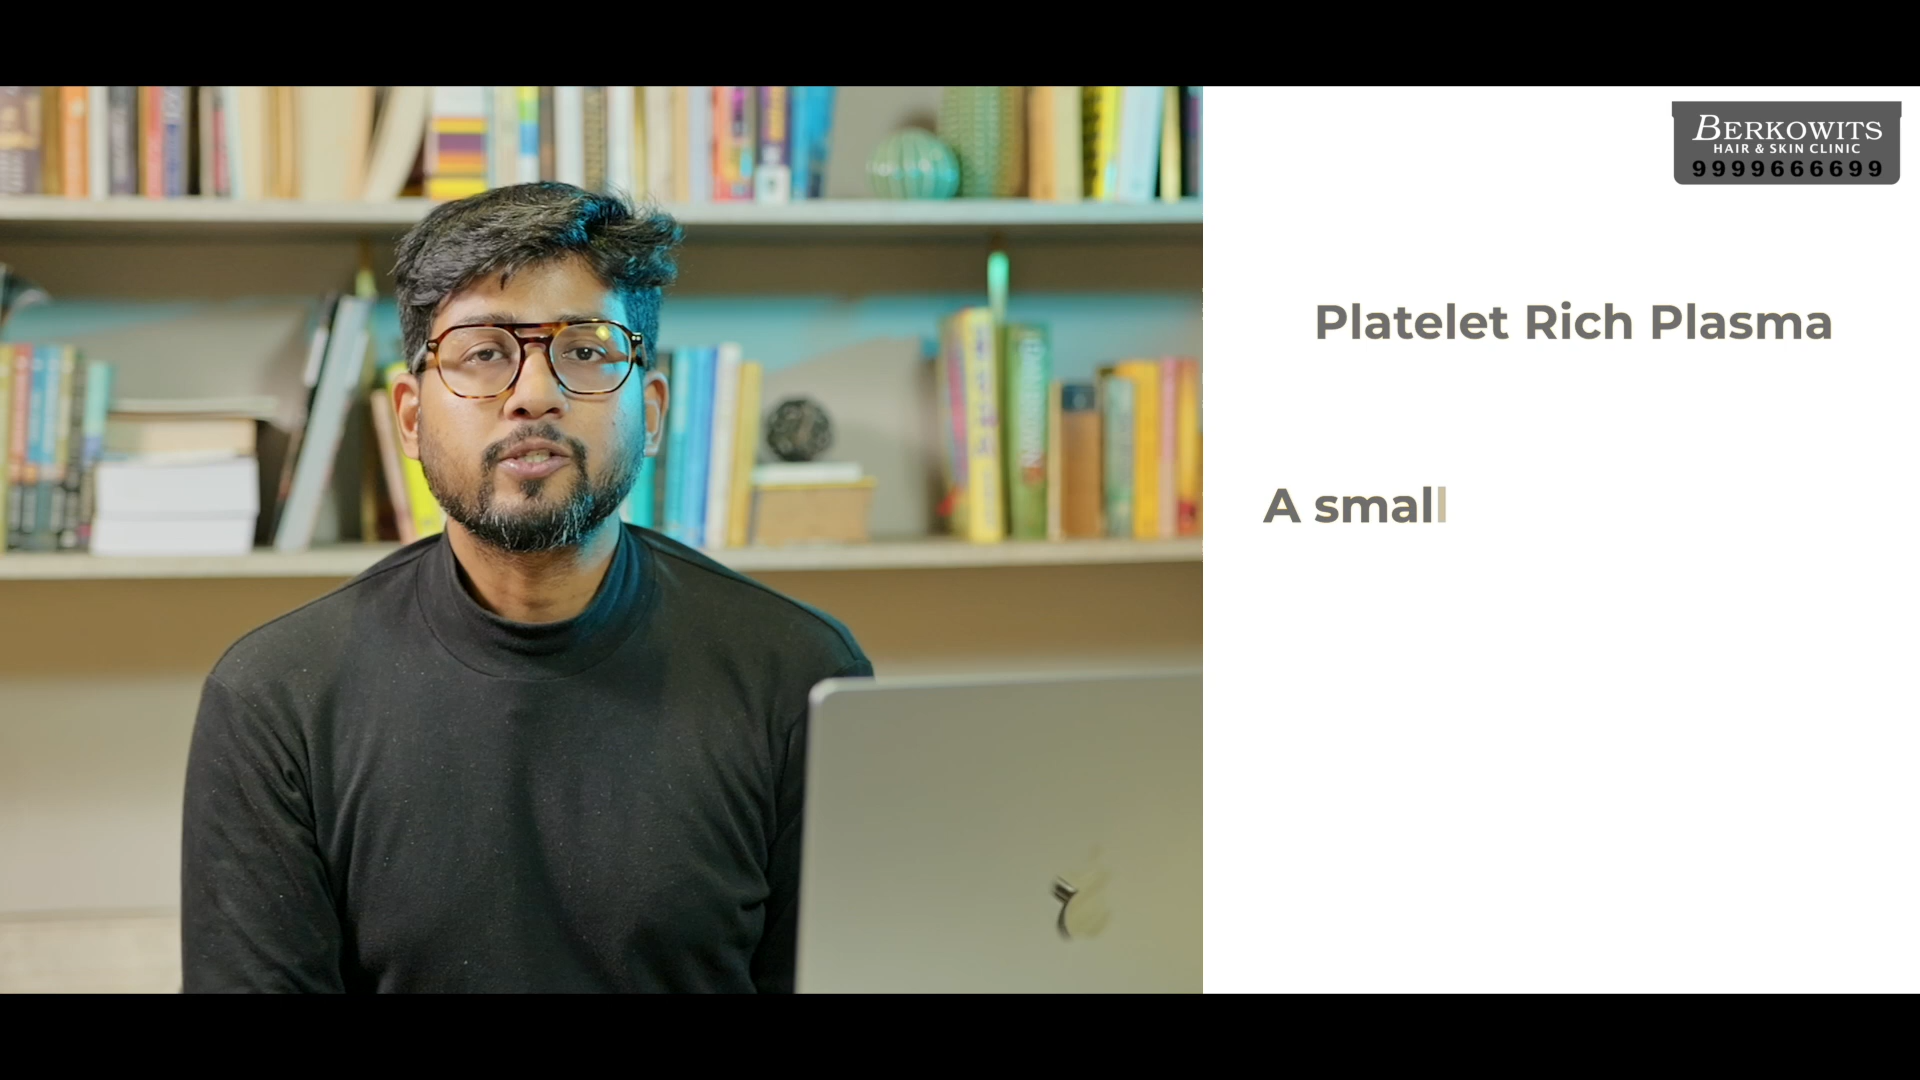 BERKOWITS
HAIR & SKIN CLINIC
9999666699
Platelet Rich Plasma
A small